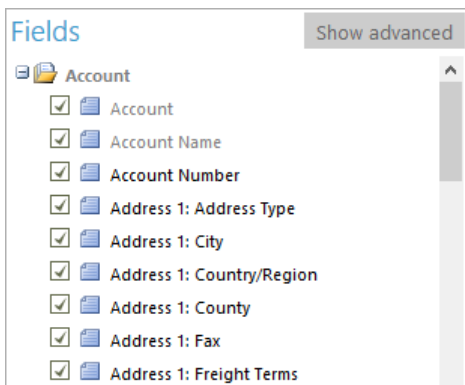 Fields
Show advanced
Account
Account
Account Name
Account Number
Address 1: Address Type
Address 1: City
Address 1: Country/Region
Address 1: County
Address 1: Fax
Address 1: Freight Terms